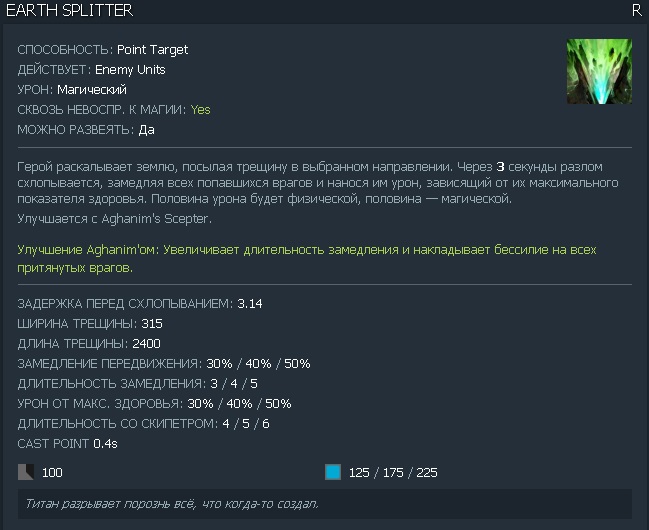 EARTH SPLITTER R
СПОСОБНОСТЬ: Point Target
ДЕЙСТВУЕТ: Enemy Units
УРОН: Магический
СКВОЗЬ НЕВОСПР. К МАГИИ: Yes
МОЖНО РАЗВЕЯТЬ: Да
Герой раскалывает землю, посылая трещину в выбранном направлении. Через 3 секунды разлом
схлопывается, замедляя всех попавшихся врагов и нанося им урон, зависящий от их максимального
показателя здоровья. Половина урона будет физической, половина — магической.
Улучшается с Aghanim's Scepter.
Улучшение Aghanim'ом: Увеличивает длительность замедления и накладывает бессилие на всех
притянутых врагов.
ЗАДЕРЖКА ПЕРЕД СХЛОПЫВАНИЕМ: 3.14
ШИРИНА ТРЕЩИНЫ: 315
ДЛИНА ТРЕЩИНЫ: 2400
ЗАМЕДЛЕНИЕ ПЕРЕДВИЖЕНИЯ: 30% / 40% / 50%
ДЛИТЕЛЬНОСТЬ ЗАМЕДЛЕНИЯ: 3 / 4 / 5
УРОН ОТ МАКС. ЗДОРОВЬЯ: 30% / 40% / 50%
ДЛИТЕЛЬНОСТЬ СО СКИПЕТРОМ: 4 / 5 / 6
CAST POINT 0.4s
100 125 / 175 / 225
Титан разрывает порознь всё, что когда-то создал.